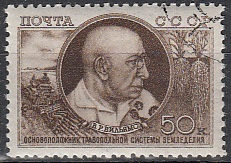 ПОЧТА СССР
В.Р. ВИЛЬЯМС
50 К
ОСНОВОПОЛОЖНИК ТРАВОПОЛЬНОЙ СИСТЕМЫ ЗЕМЛЕДЕЛИЯ